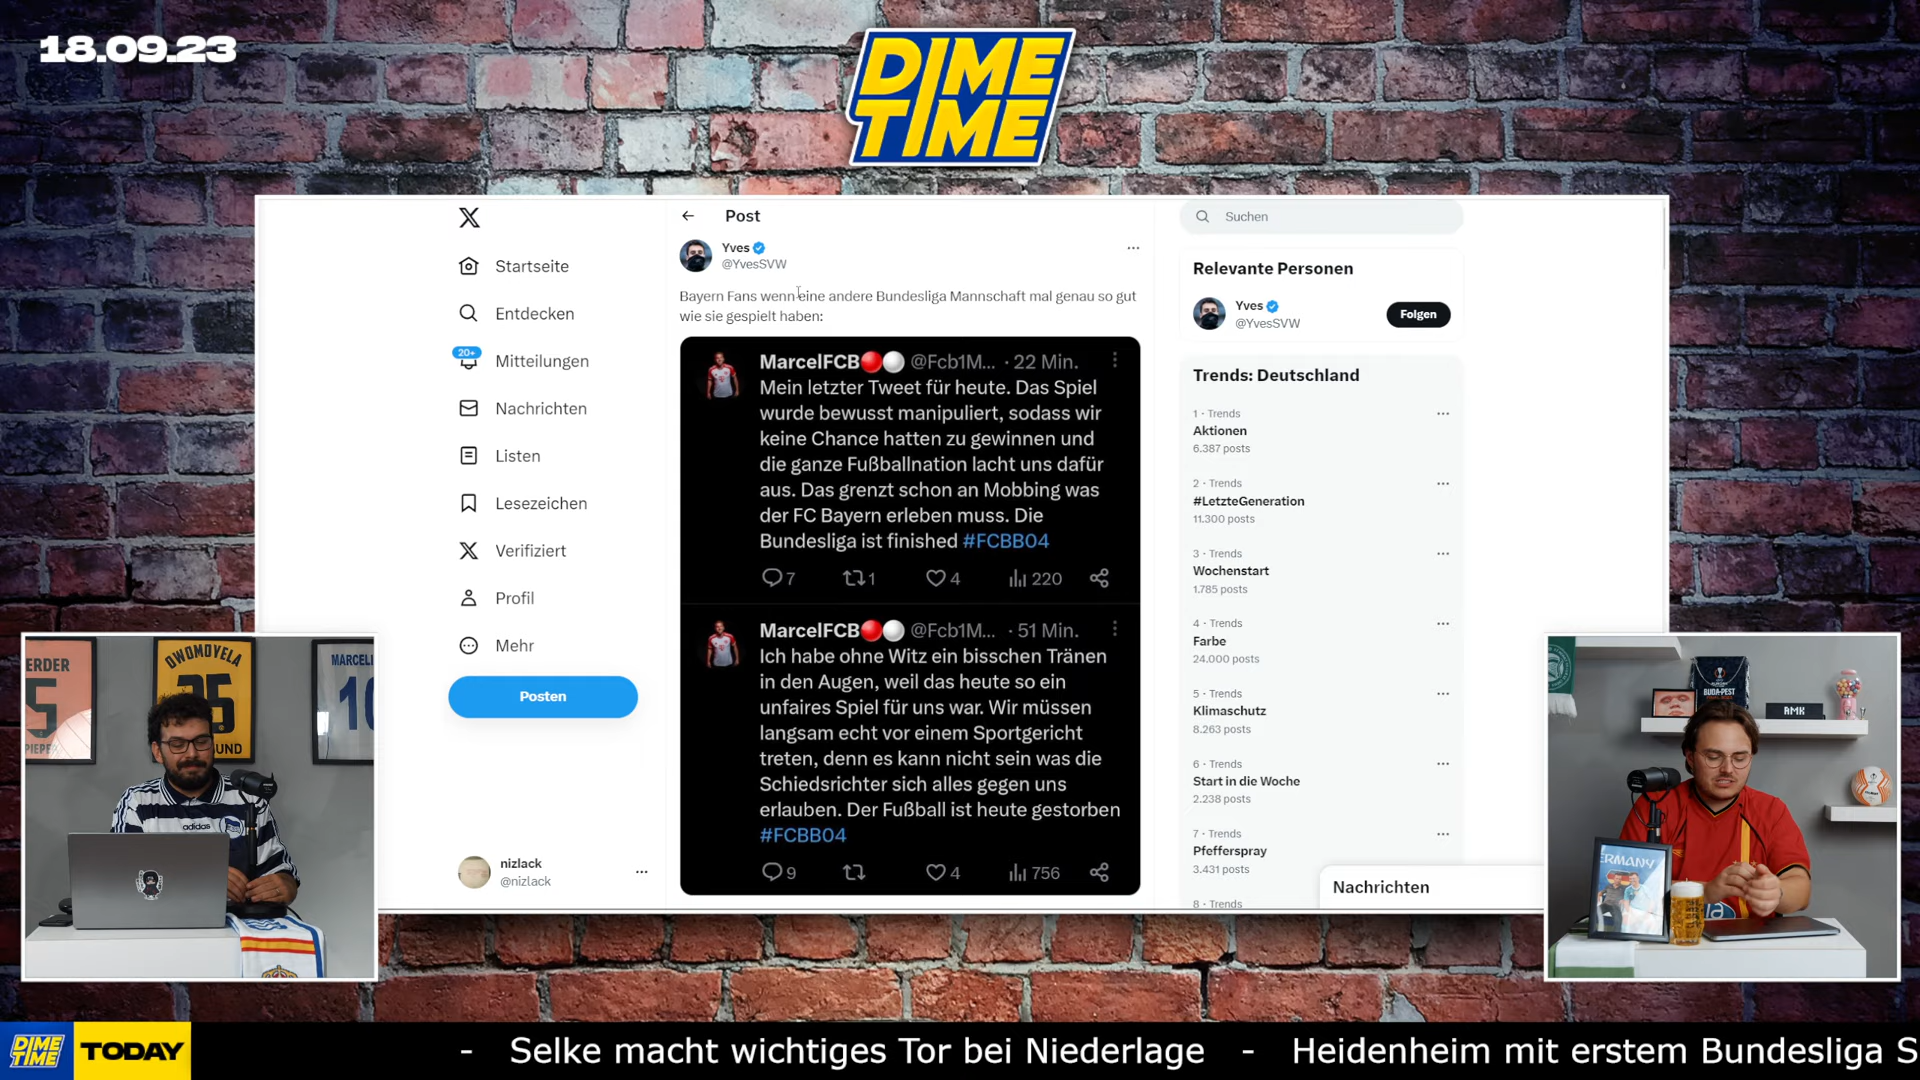 18.09.23
DIME
TIME
Post
Suchen
Yves
@YvesSVW
Bayern Fans wenn eine andere Bundesliga Mannschaft mal genau so gut
wie sie gespielt haben:
MarcelFCB @Fcb1M... · 22 Min.
Mein letzter Tweet für heute. Das Spiel
wurde bewusst manipuliert, sodass wir
keine Chance hatten zu gewinnen und
die ganze Fußballnation lacht uns dafür
aus. Das grenzt schon an Mobbing was
der FC Bayern erleben muss. Die
Bundesliga ist finished #FCBB04
7 1 4 220
MarcelFCB @Fcb1M... · 51 Min.
Ich habe ohne Witz ein bisschen Tränen
in den Augen, weil das heute so ein
unfaires Spiel für uns war. Wir müssen
langsam echt vor einem Sportgericht
treten, denn es kann nicht sein was die
Schiedsrichter sich alles gegen uns
erlauben. Der Fußball ist heute gestorben
#FCBB04
9 4 756
Startseite
Entdecken
20+
Mitteilungen
Nachrichten
Listen
Lesezeichen
Verifiziert
Profil
Mehr
Posten
nizlack
@nizlack
Relevante Personen
Yves
@YvesSVW
Folgen
Trends: Deutschland
1 · Trends
Aktionen
6.387 posts
2 · Trends
#LetzteGeneration
11.300 posts
3 · Trends
Wochenstart
1.785 posts
4 · Trends
Farbe
24.000 posts
5 · Trends
Klimaschutz
8.263 posts
6 · Trends
Start in die Woche
2.238 posts
7 · Trends
Pfefferspray
3.431 posts
8 · Trends
Nachrichten
ERDER
5
PIEPER
OWOMOYELA
25
UND
MARCELI
10
adidas
BUDA-PEST
RMK
ERMANY
DIME
TIME
TODAY
- Selke macht wichtiges Tor bei Niederlage - Heidenheim mit erstem Bundesliga S